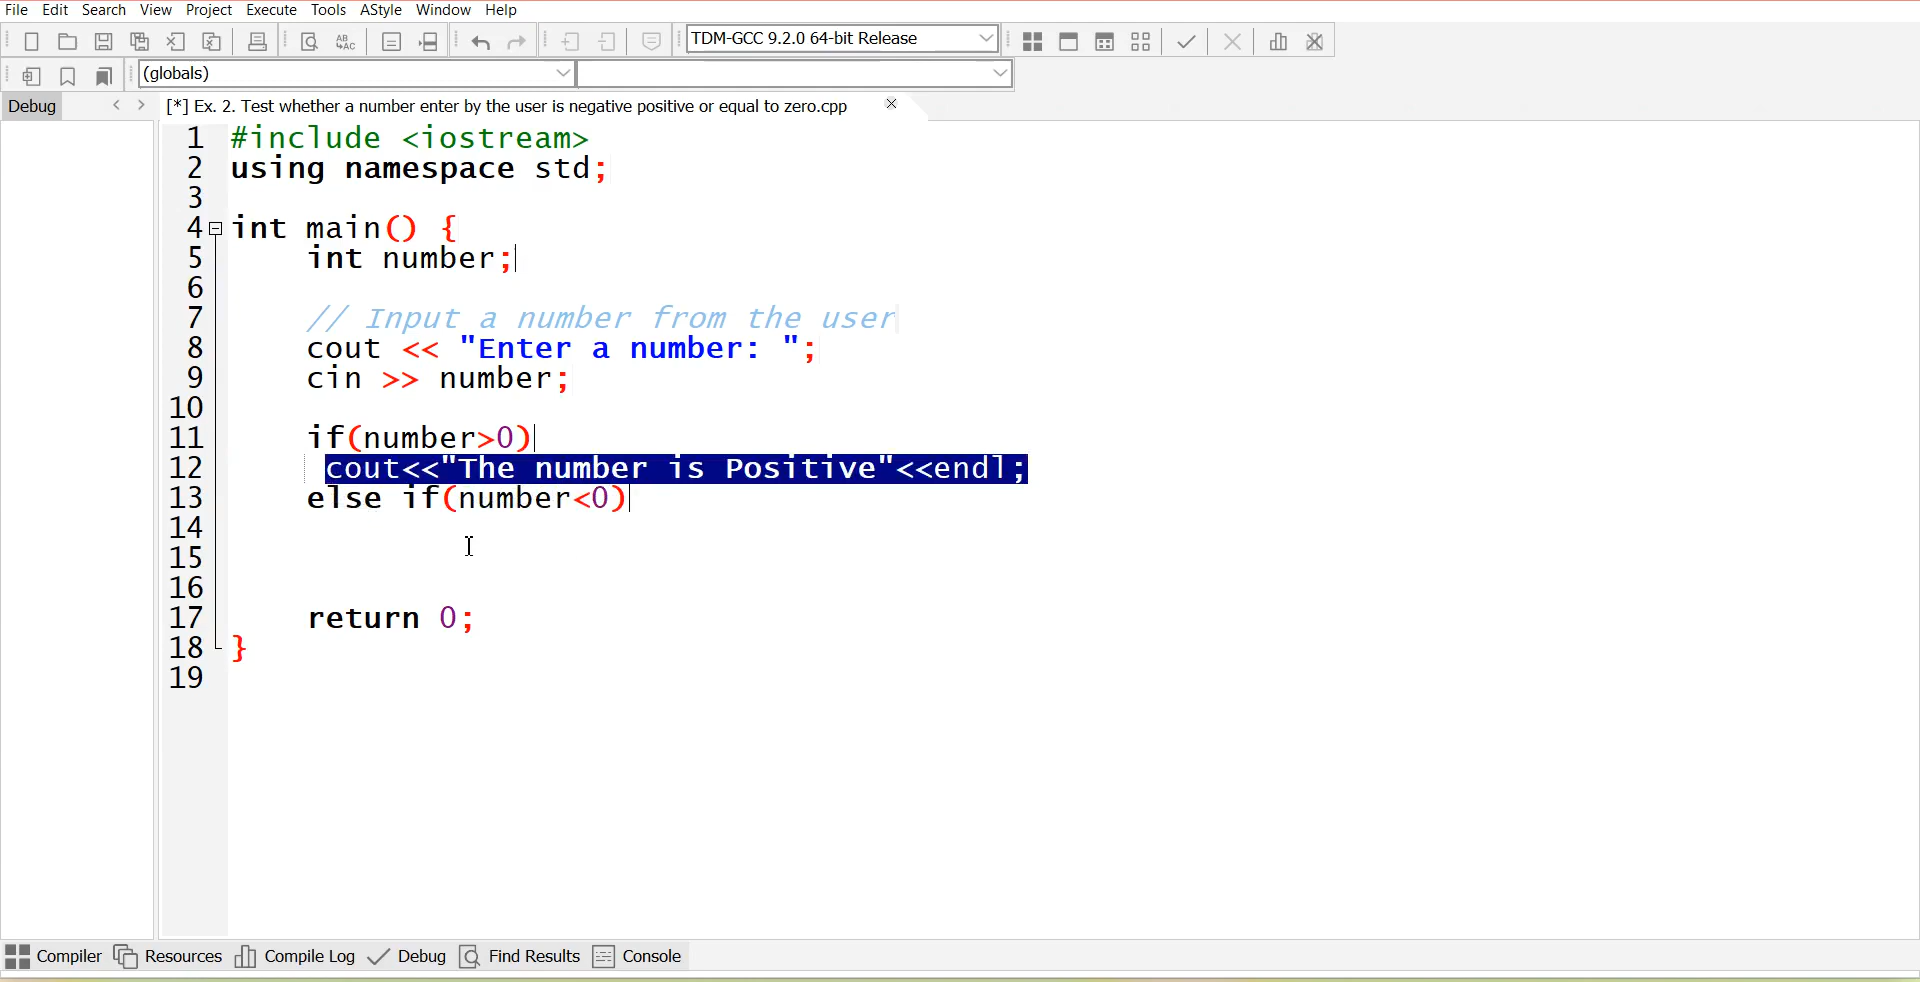 File Edit Search View Project Execute Tools AStyle Window Help
TDM-GCC 9.2.0 64-bit Release
(globals)
Debug
[*] Ex. 2. Test whether a number enter by the user is negative positive or equal to zero.cpp
1 #include <iostream>
2 using namespace std;
3
4 int main() {
5 int number;
6
7 // Input a number from the user
8 cout << "Enter a number: ";
9 cin >> number;
10
11 if(number>0)
12 cout<<"The number is Positive"<<endl;
13 else if(number<0)
14
15
16
17 return 0;
18 }
19
Compiler Resources Compile Log Debug Find Results Console